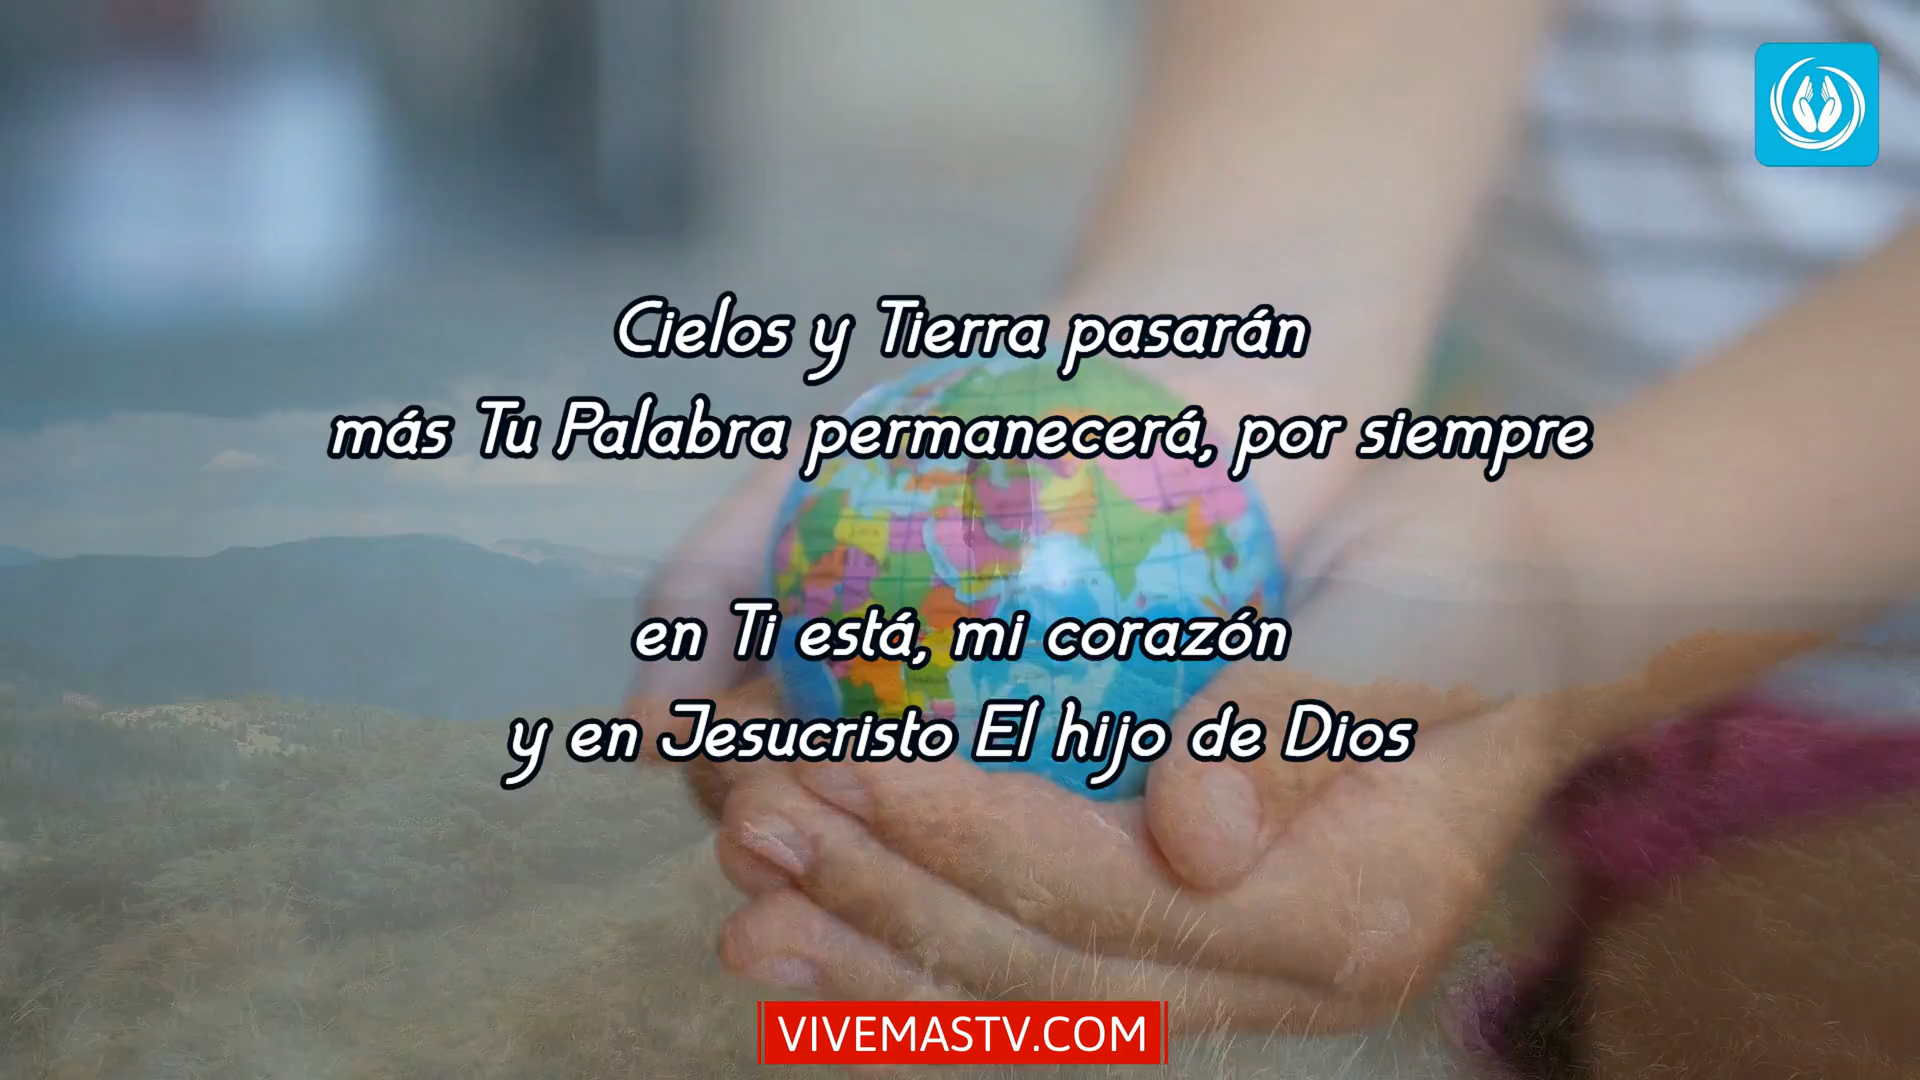 Cielos y Tierra pasarán
más Tu Palabra permanecerá, por siempre
en Ti está, mi corazón
y en Jesucristo El hijo de Dios
VIVEMASTV.COM